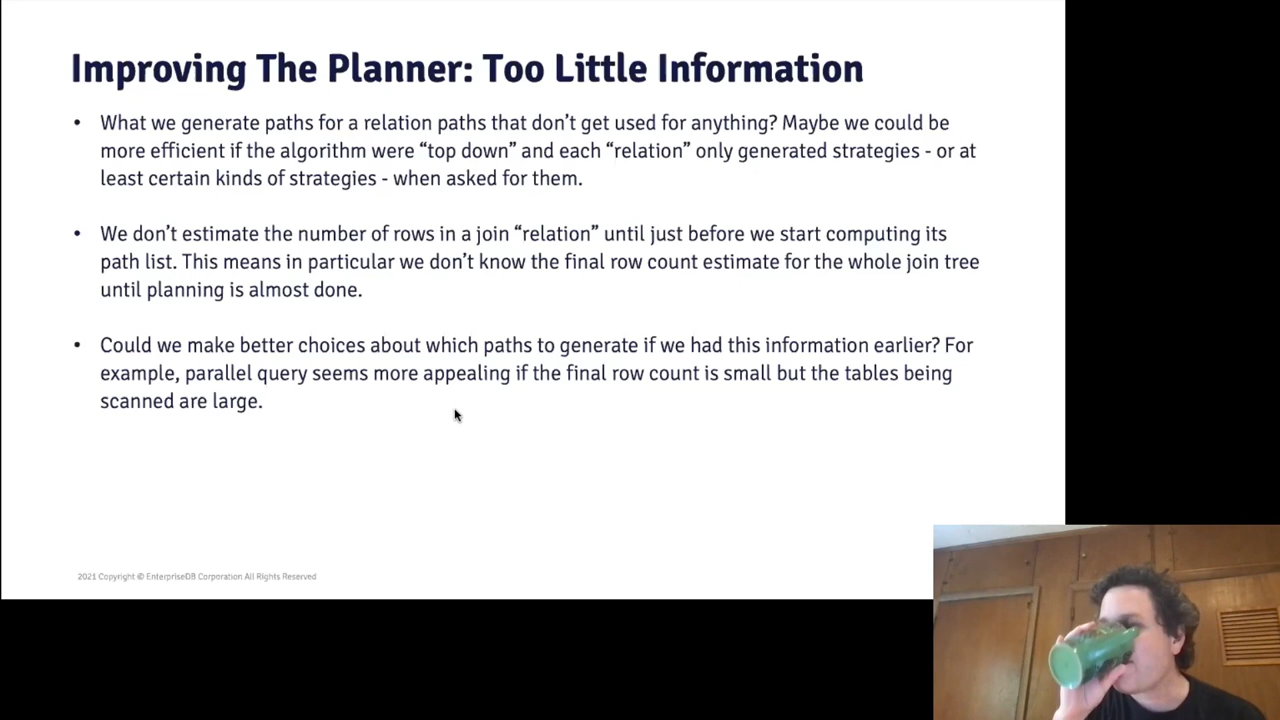 Improving The Planner: Too Little Information
• What we generate paths for a relation paths that don't get used for anything? Maybe we could be
more efficient if the algorithm were “top down” and each “relation” only generated strategies - or at
least certain kinds of strategies - when asked for them.
• We don't estimate the number of rows in a join “relation” until just before we start computing its
path list. This means in particular we don't know the final row count estimate for the whole join tree
until planning is almost done.
• Could we make better choices about which paths to generate if we had this information earlier? For
example, parallel query seems more appealing if the final row count is small but the tables being
scanned are large.
2021 Copyright © EnterpriseDB Corporation All Rights Reserved